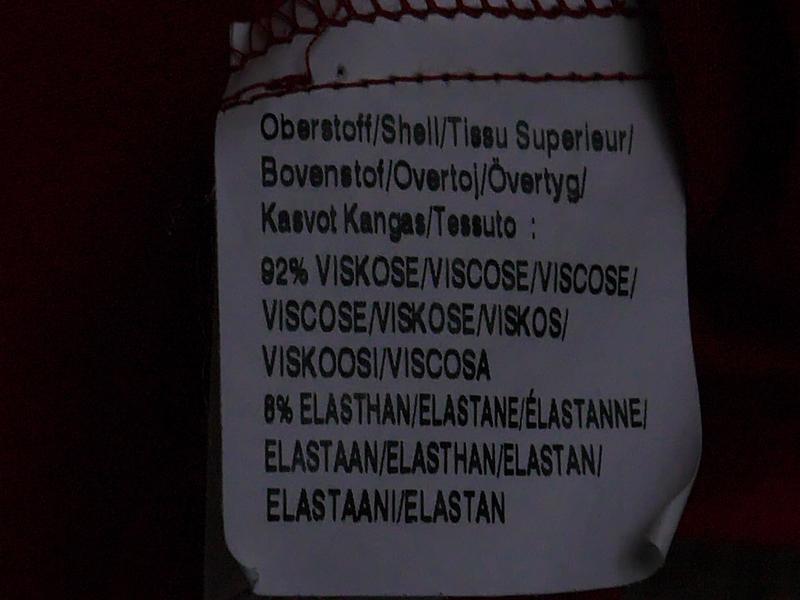 Oberstoff/Shell/Tissu Superieur/
Bovenstof/Overtoj/Övertyg/
Kasvot Kangas/Tessuto :
92% VISKOSE/VISCOSE/VISCOSE/
VISCOSE/VISKOSE/VISKOS/
VISKOOSI/VISCOSA
8% ELASTHAN/ELASTANE/ÉLASTANNE/
ELASTAAN/ELASTHAN/ELASTAN/
ELASTAANI/ELASTAN